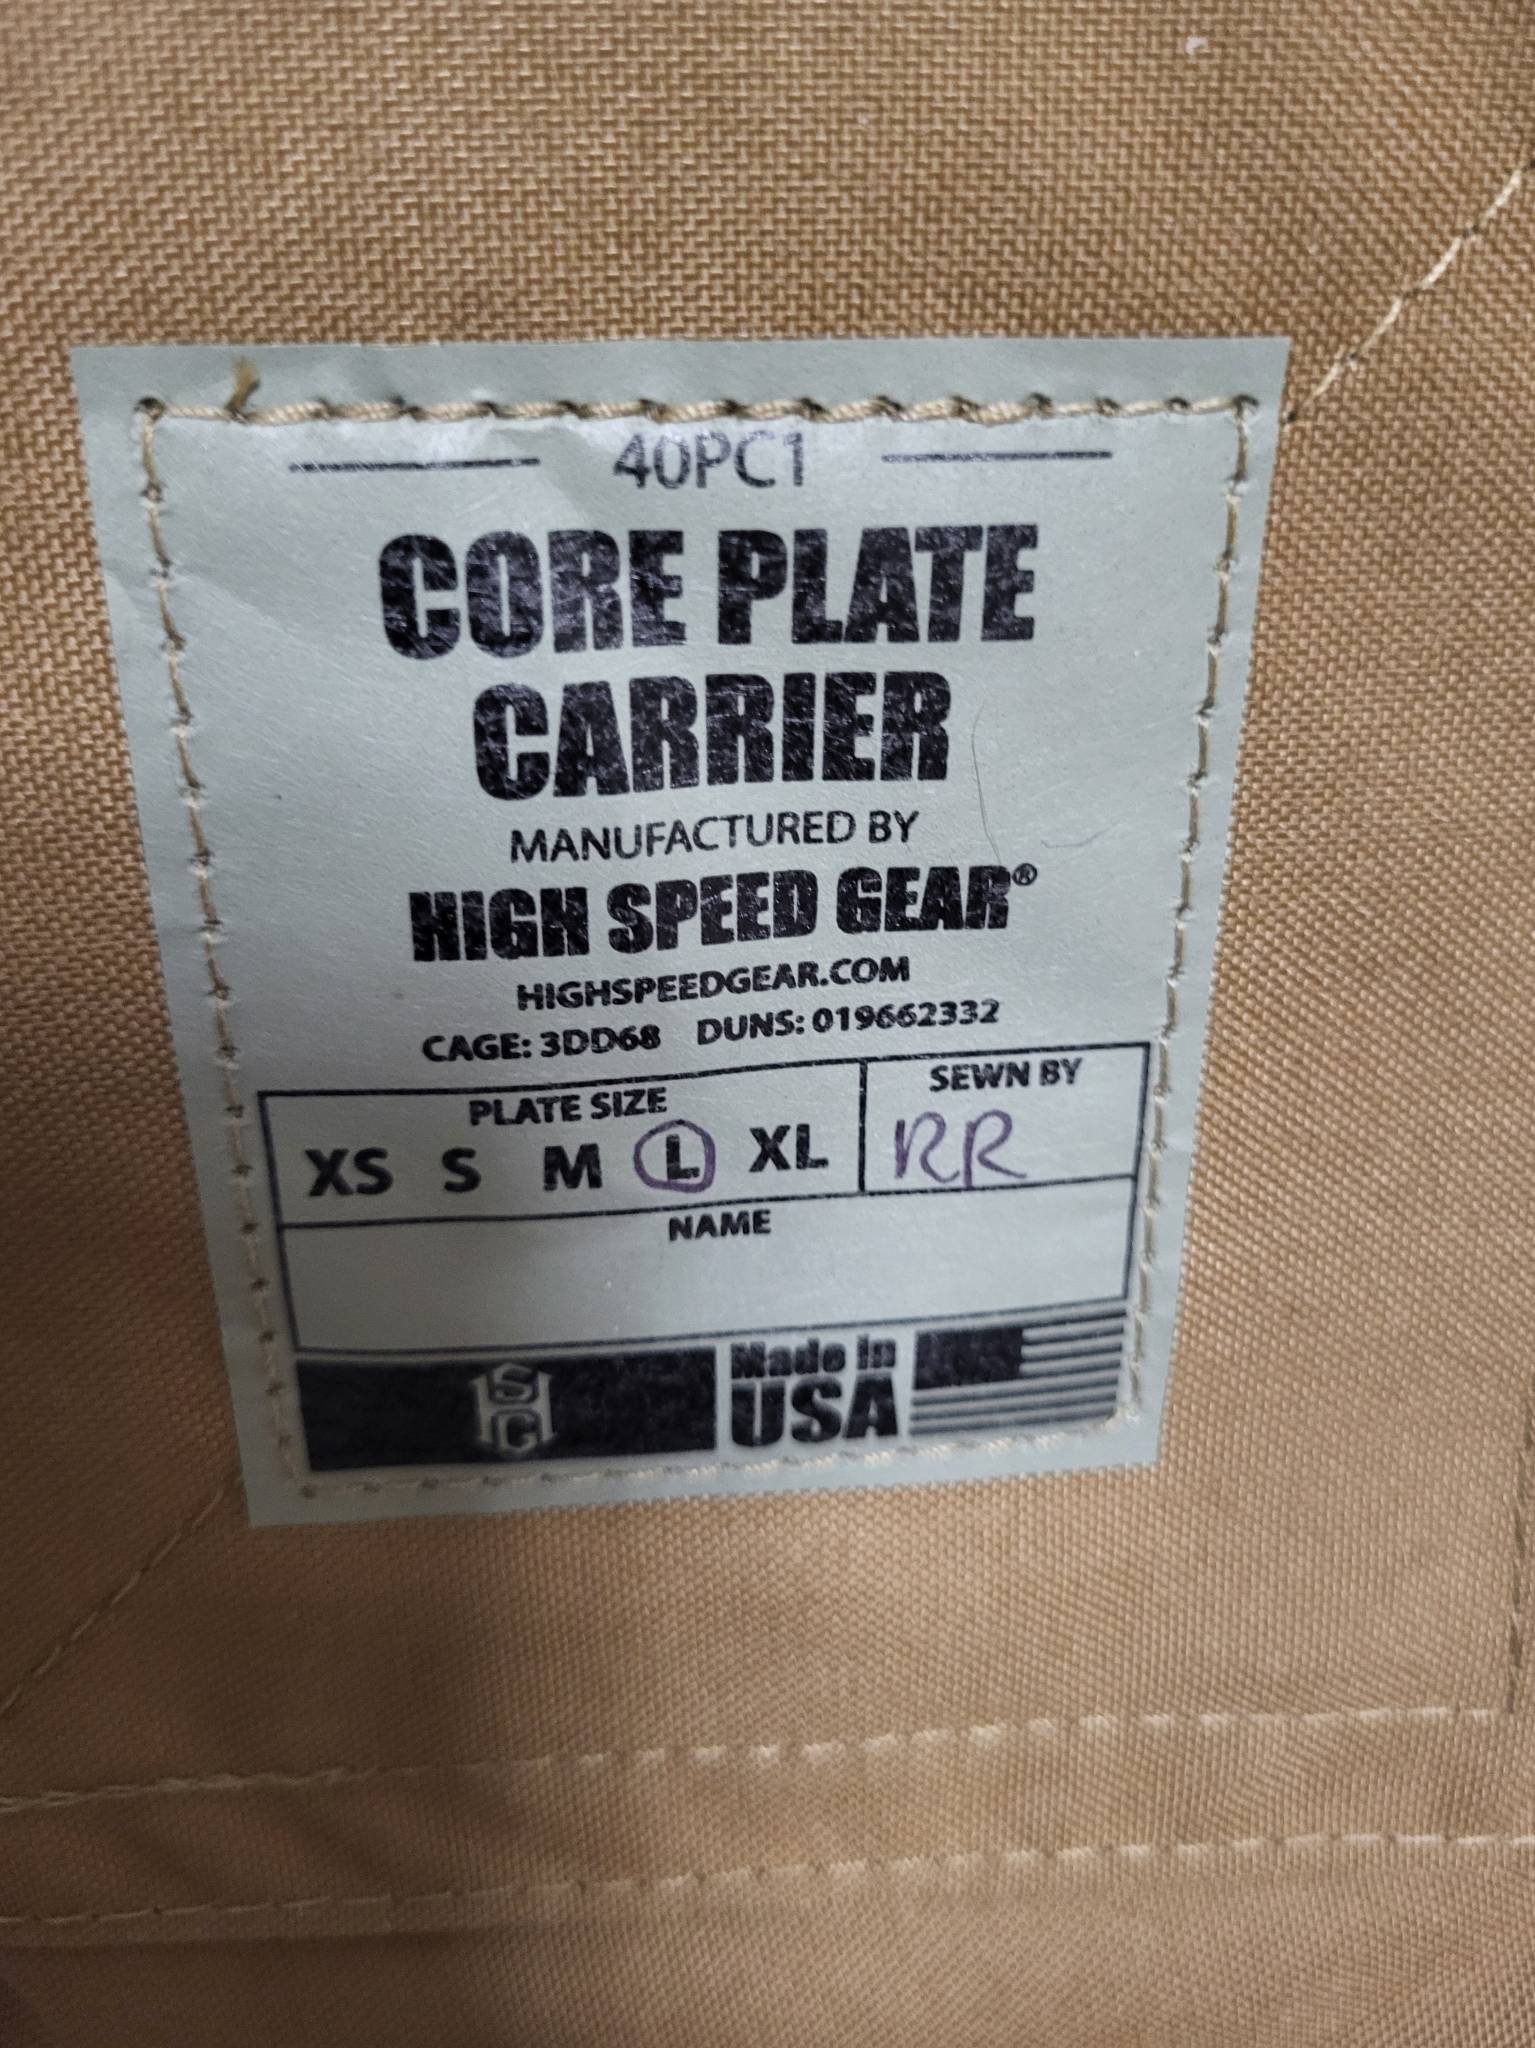 40PC1
CORE PLATE
CARRIER
MANUFACTURED BY
HIGH SPEED GEAR®
HIGHSPEEDGEAR.COM
CAGE: 3DD68 DUNS: 019662332
PLATE SIZE
XS S M L XL
SEWN BY
RR
NAME
HSG
Made in
USA